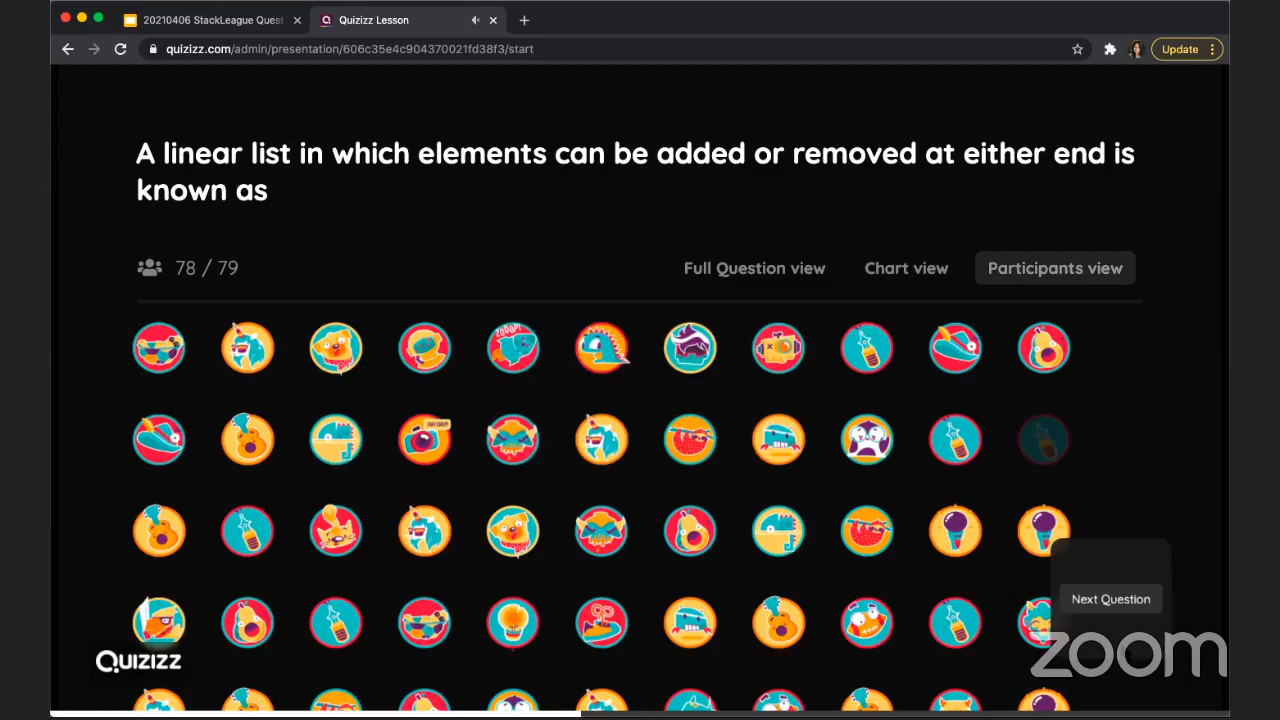 20210406 StackLeague Quest
Quizizz Lesson
quizizz.com/admin/presentation/606c35e4c904370021fd38f3/start
Update
A linear list in which elements can be added or removed at either end is
known as
78 / 79
Full Question view
Chart view
Participants view
ZOOOP!
Next Question
QUIZIZZ
zoom